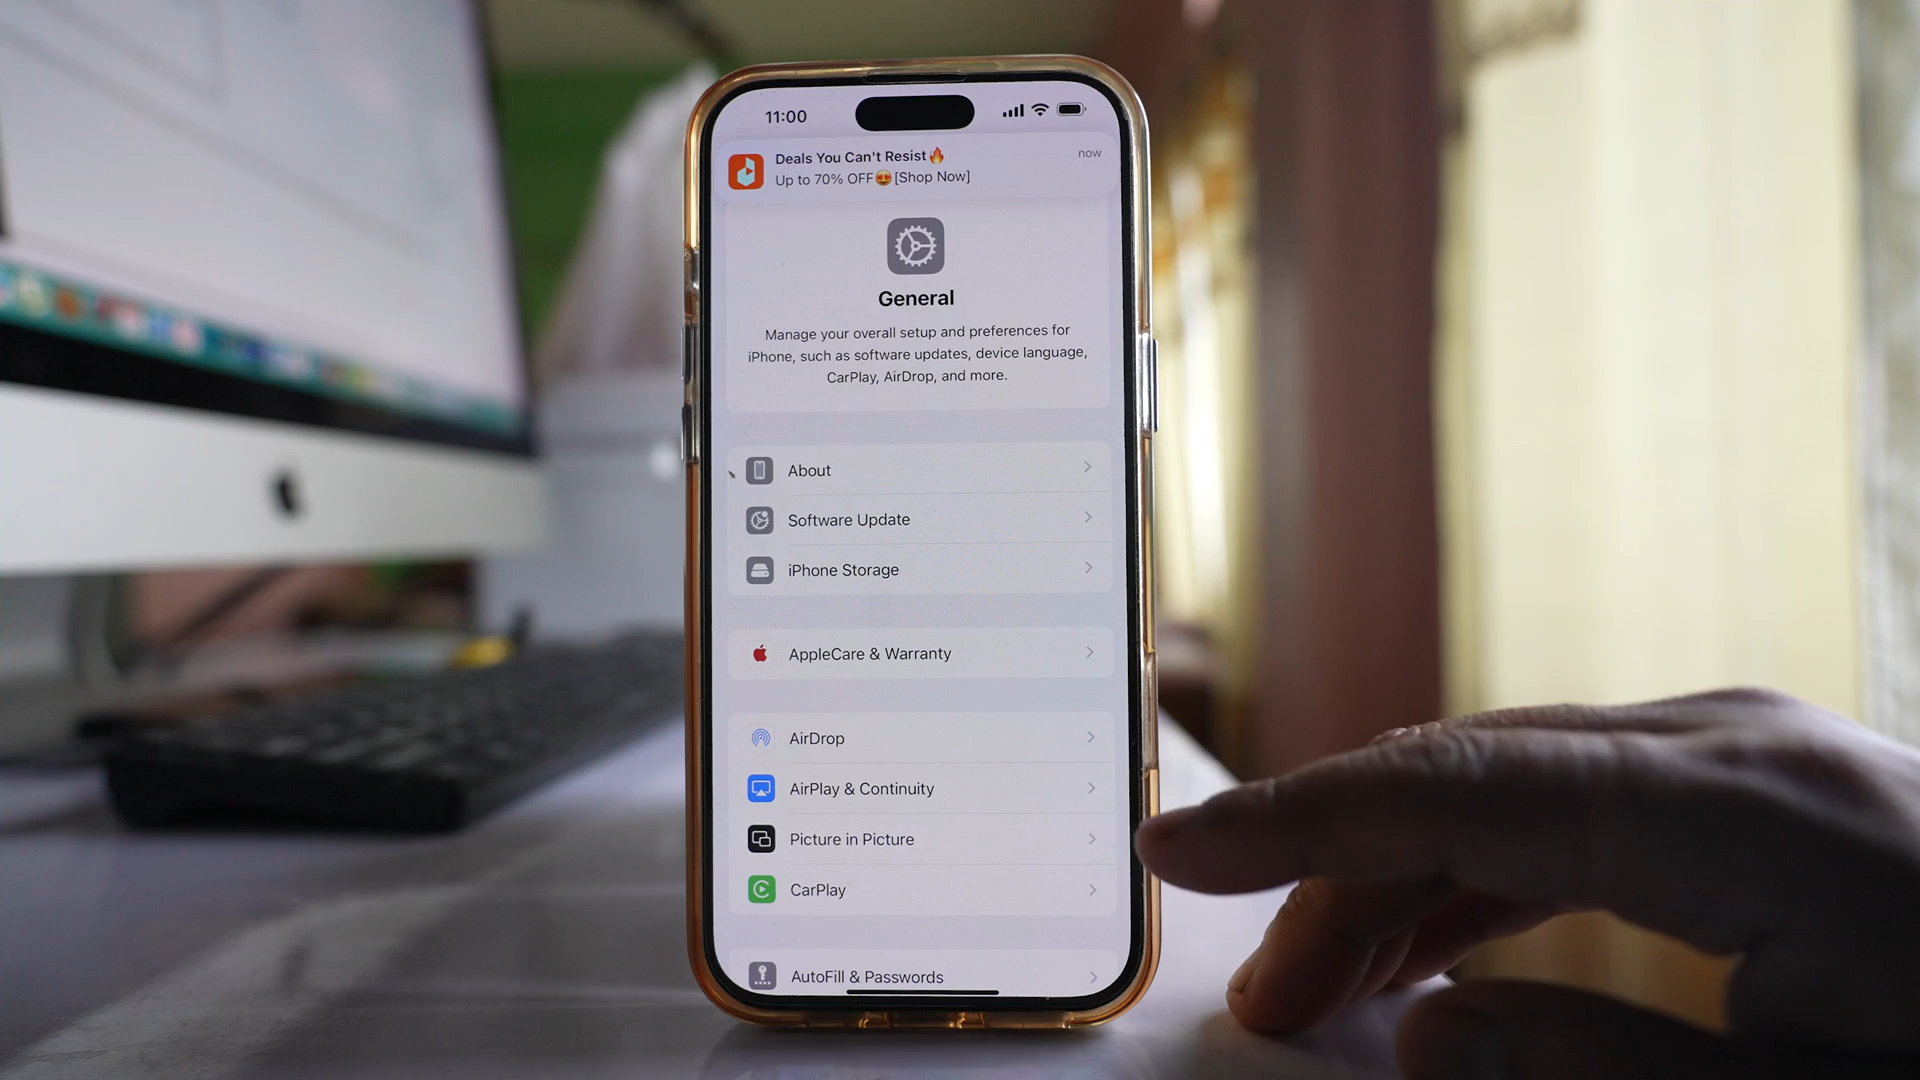 11:00
Deals You Can't Resist🔥
now
Up to 70% OFF😍[Shop Now]
General
Manage your overall setup and preferences for
iPhone, such as software updates, device language,
CarPlay, AirDrop, and more.
About
Software Update
iPhone Storage
AppleCare & Warranty
AirDrop
AirPlay & Continuity
Picture in Picture
CarPlay
AutoFill & Passwords